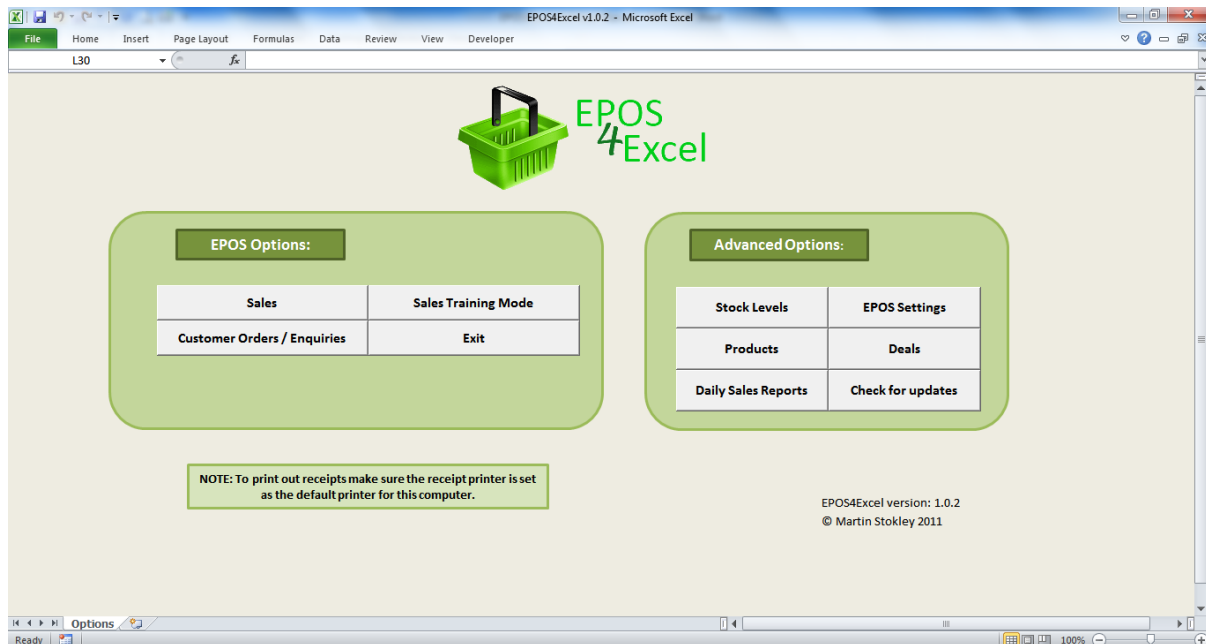 EPOS4Excel v1.0.2 - Microsoft Excel
File Home Insert Page Layout Formulas Data Review View Developer
L30 fx
EPOS
4Excel
EPOS Options:
Sales Sales Training Mode
Customer Orders / Enquiries Exit
Advanced Options:
Stock Levels EPOS Settings
Products Deals
Daily Sales Reports Check for updates
NOTE: To print out receipts make sure the receipt printer is set
as the default printer for this computer.
EPOS4Excel version: 1.0.2
© Martin Stokley 2011
Options
Ready 100%